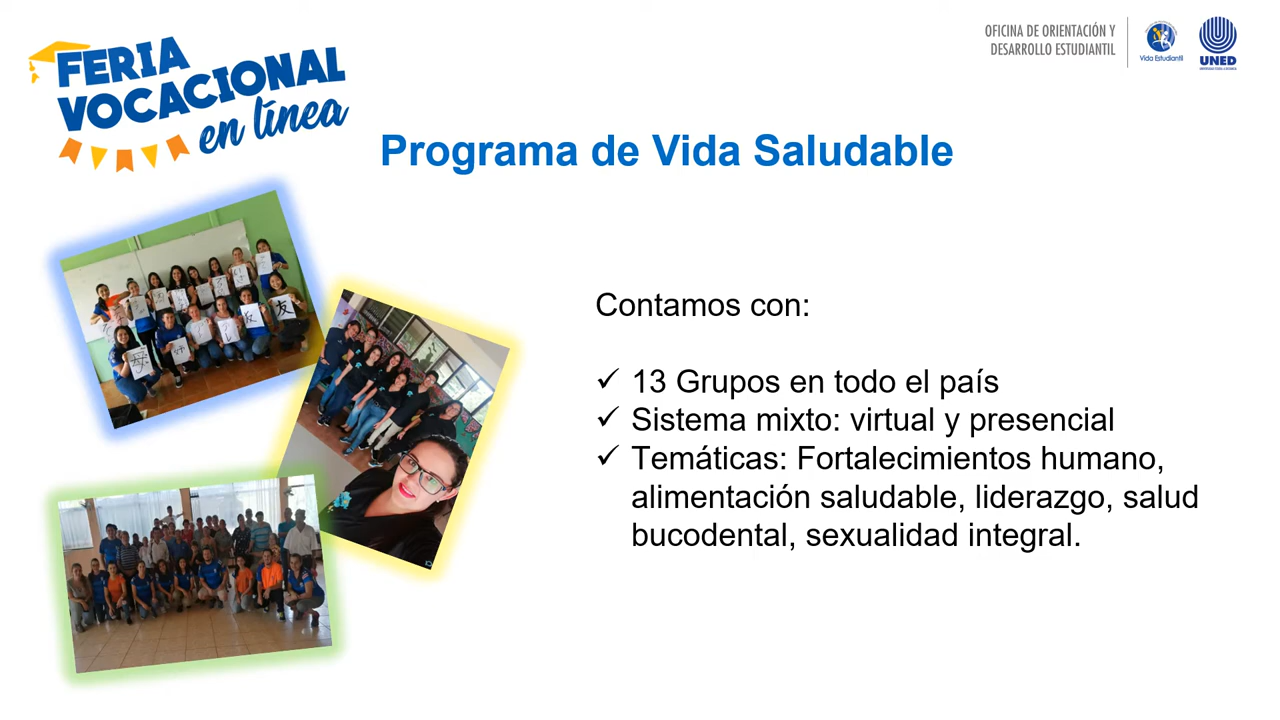 FERIA
VOCACIONAL
en línea
OFICINA DE ORIENTACIÓN Y
DESARROLLO ESTUDIANTIL
Vida Estudiantil
UNED
Programa de Vida Saludable
友
Contamos con:
✓ 13 Grupos en todo el país
✓ Sistema mixto: virtual y presencial
✓ Temáticas: Fortalecimientos humano,
alimentación saludable, liderazgo, salud
bucodental, sexualidad integral.